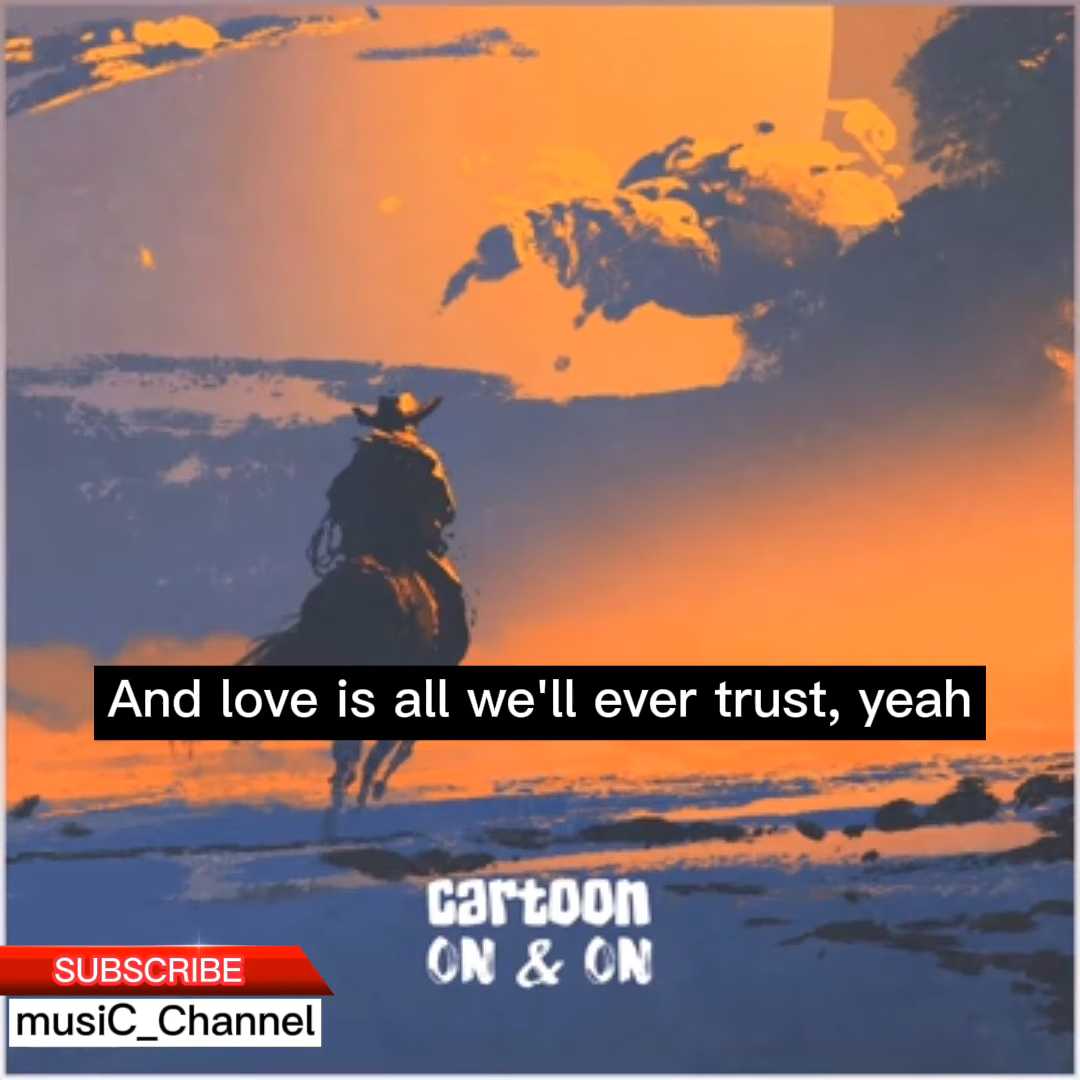 And love is all we'll ever trust, yeah
cartoon
ON & ON
SUBSCRIBE
musiC_Channel